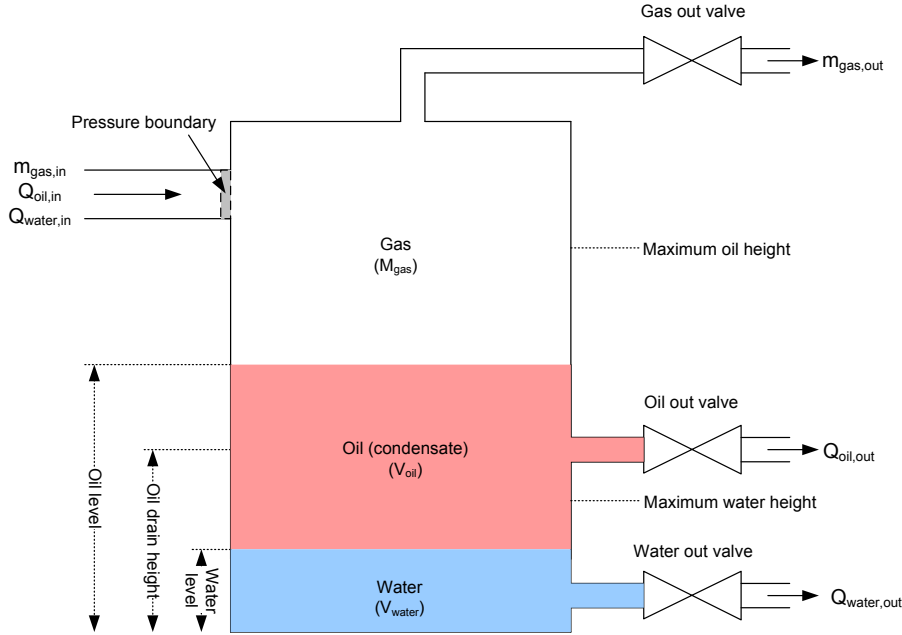 Gas out valve
m_gas,out
Pressure boundary
m_gas,in
Q_oil,in
Q_water,in
Gas
(M_gas)
Maximum oil height
Oil out valve
Oil (condensate)
(V_oil)
Q_oil,out
Oil level
Oil drain height
Maximum water height
Water
level
Water out valve
Water
(V_water)
Q_water,out